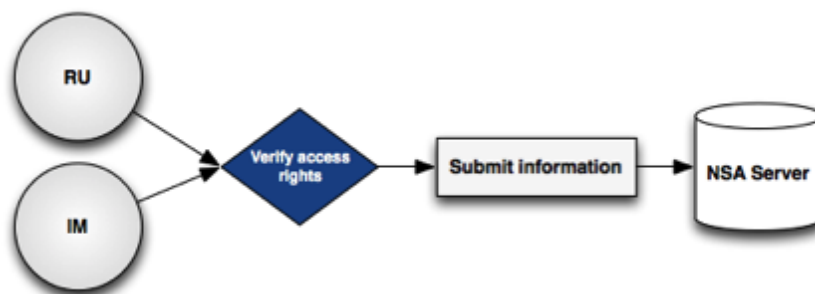 RU
IM
Verify access
rights
Submit information
NSA Server